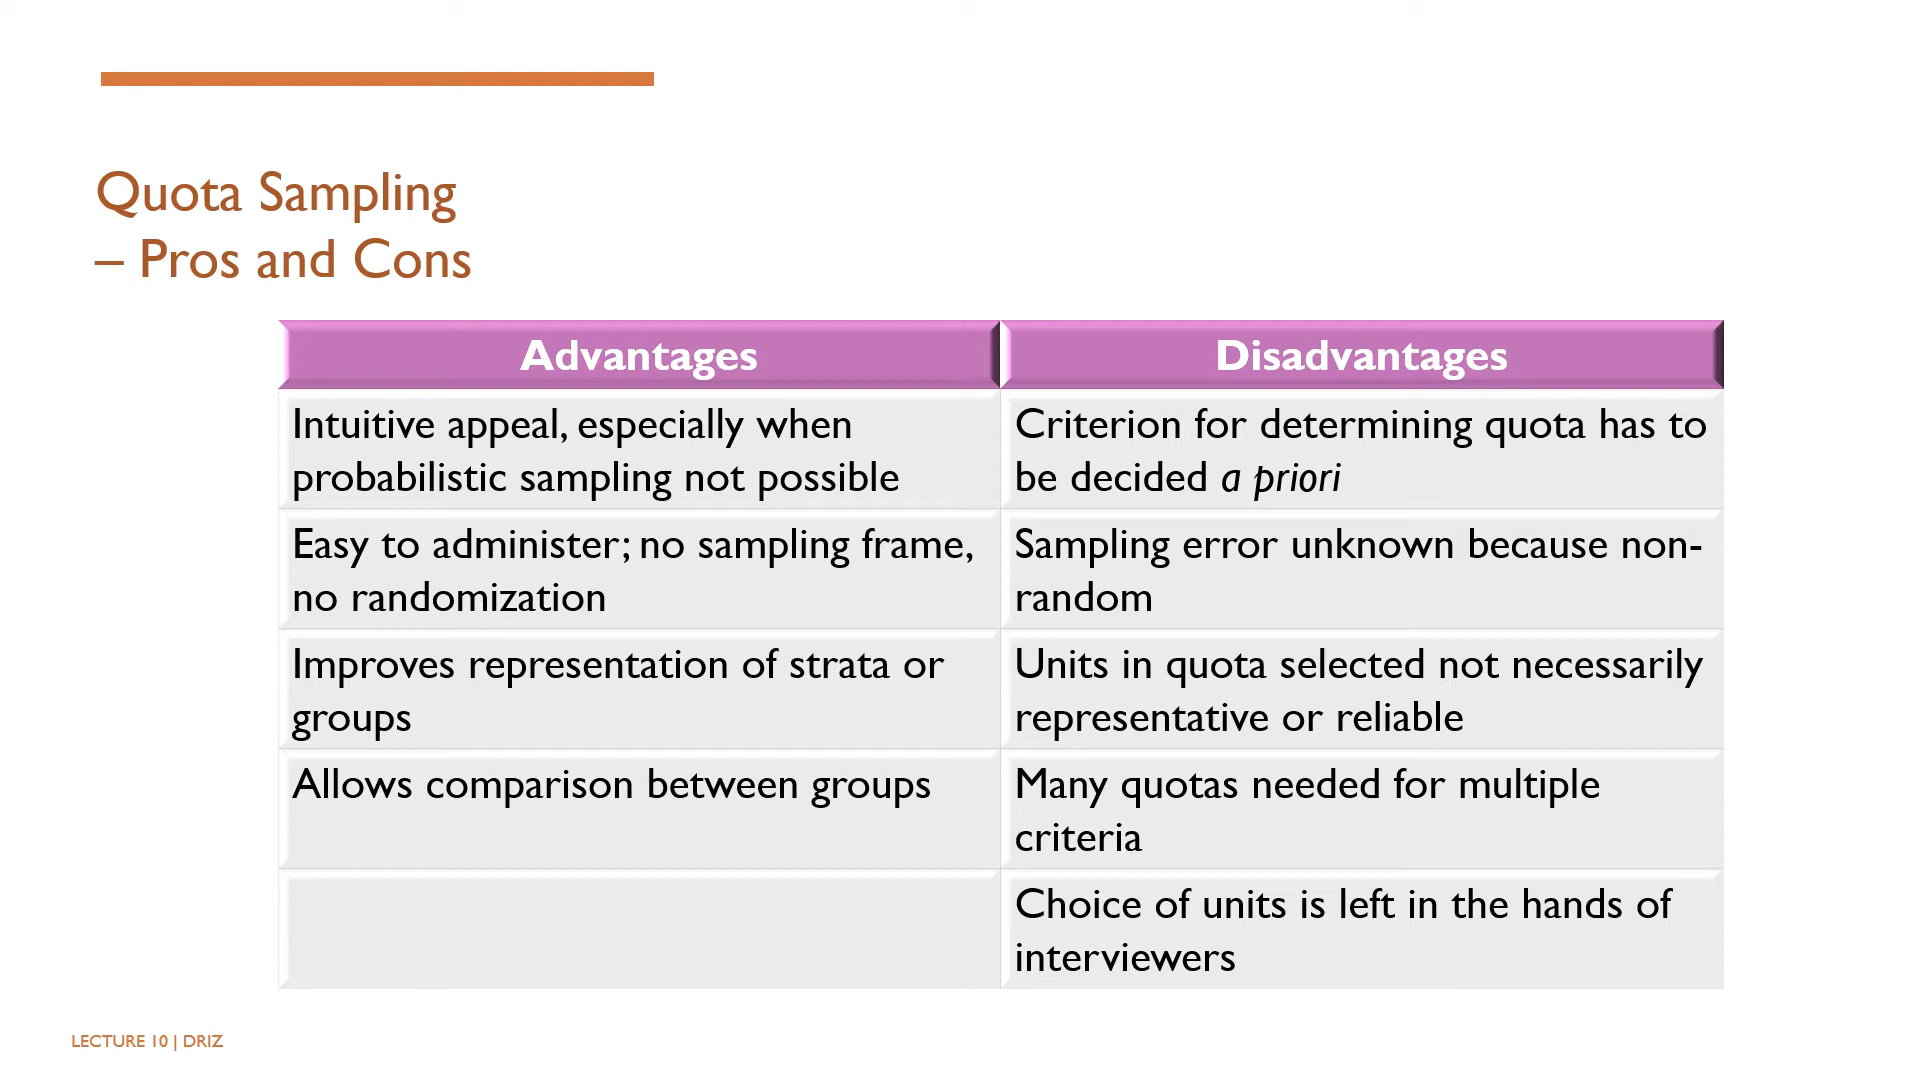 Quota Sampling
– Pros and Cons
Advantages
Disadvantages
Intuitive appeal, especially when
probabilistic sampling not possible
Criterion for determining quota has to
be decided a priori
Easy to administer; no sampling frame,
no randomization
Sampling error unknown because non-
random
Improves representation of strata or
groups
Units in quota selected not necessarily
representative or reliable
Allows comparison between groups
Many quotas needed for multiple
criteria
Choice of units is left in the hands of
interviewers
LECTURE 10 | DRIZ